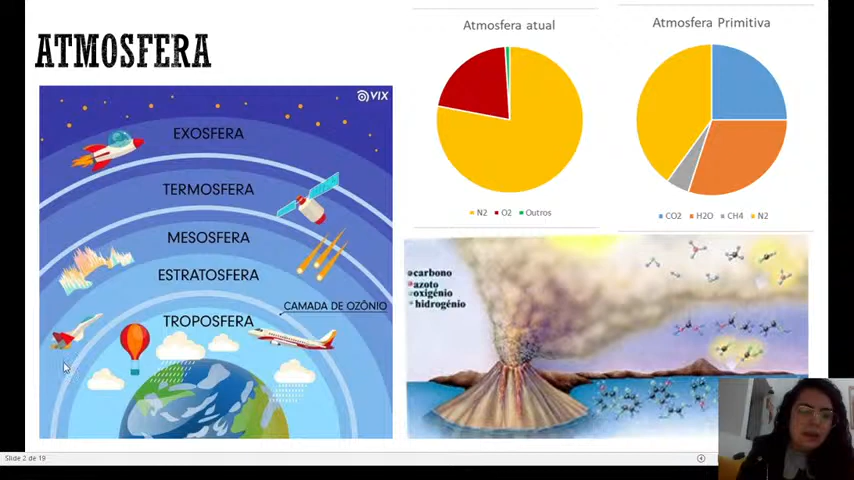 ATMOSFERA
VIX
EXOSFERA
TERMOSFERA
MESOSFERA
ESTRATOSFERA
CAMADA DE OZÔNIO
TROPOSFERA
Atmosfera atual
N2 O2 Outros
Atmosfera Primitiva
CO2 H2O CH4 N2
carbono
azoto
oxigénio
hidrogénio
Slide 2 de 19